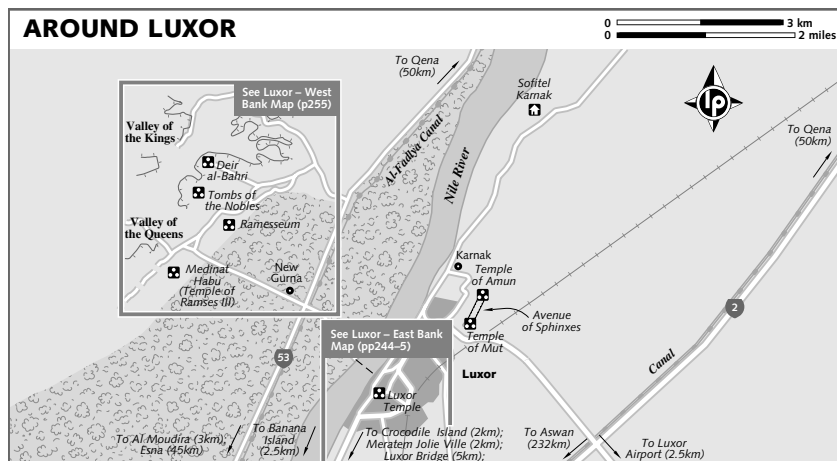 AROUND LUXOR
0 3 km
0 2 miles
To Qena
(50km)
See Luxor – West
Bank Map (p255)
Sofitel
Karnak
lp
Valley of
the Kings
To Qena
(50km)
Al-Fadlya Canal
Nile River
Deir
al-Bahri
Tombs of
the Nobles
Valley of
the Queens
Ramesseum
Karnak
Temple
of Amun
Medinat
Habu
(Temple of
Ramses III)
New
Gurna
Avenue
of Sphinxes
2
Temple
of Mut
See Luxor – East Bank
Map (pp244–5)
53
Canal
Luxor
Luxor
Temple
To Al Moudira (3km);
Esna (45km)
To Banana
Island
(2.5km)
To Crocodile Island (2km);
Meratem Jolie Ville (2km);
Luxor Bridge (5km);
To Aswan
(232km)
To Luxor
Airport (2.5km)